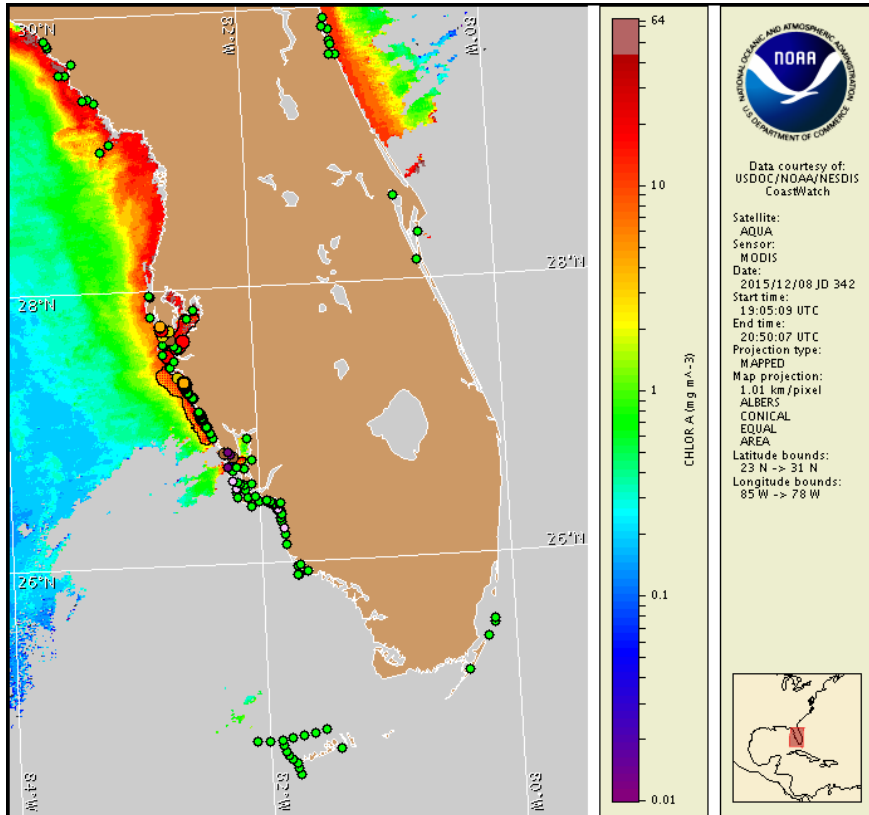 30°N
82°W
80°W
28°N
28°N
26°N
26°N
84°W
82°W
80°W
64
10
1
0.1
0.01
CHLOR A (mg m^-3)
NATIONAL OCEANIC AND ATMOSPHERIC ADMINISTRATION
NOAA
U.S. DEPARTMENT OF COMMERCE
Data courtesy of:
USDOC/NOAA/NESDIS
CoastWatch
Satellite:
AQUA
Sensor:
MODIS
Date:
2015/12/08 JD 342
Start time:
19:05:09 UTC
End time:
20:50:07 UTC
Projection type:
MAPPED
Map projection:
1.01 km/pixel
ALBERS
CONICAL
EQUAL
AREA
Latitude bounds:
23 N -> 31 N
Longitude bounds:
85 W -> 78 W